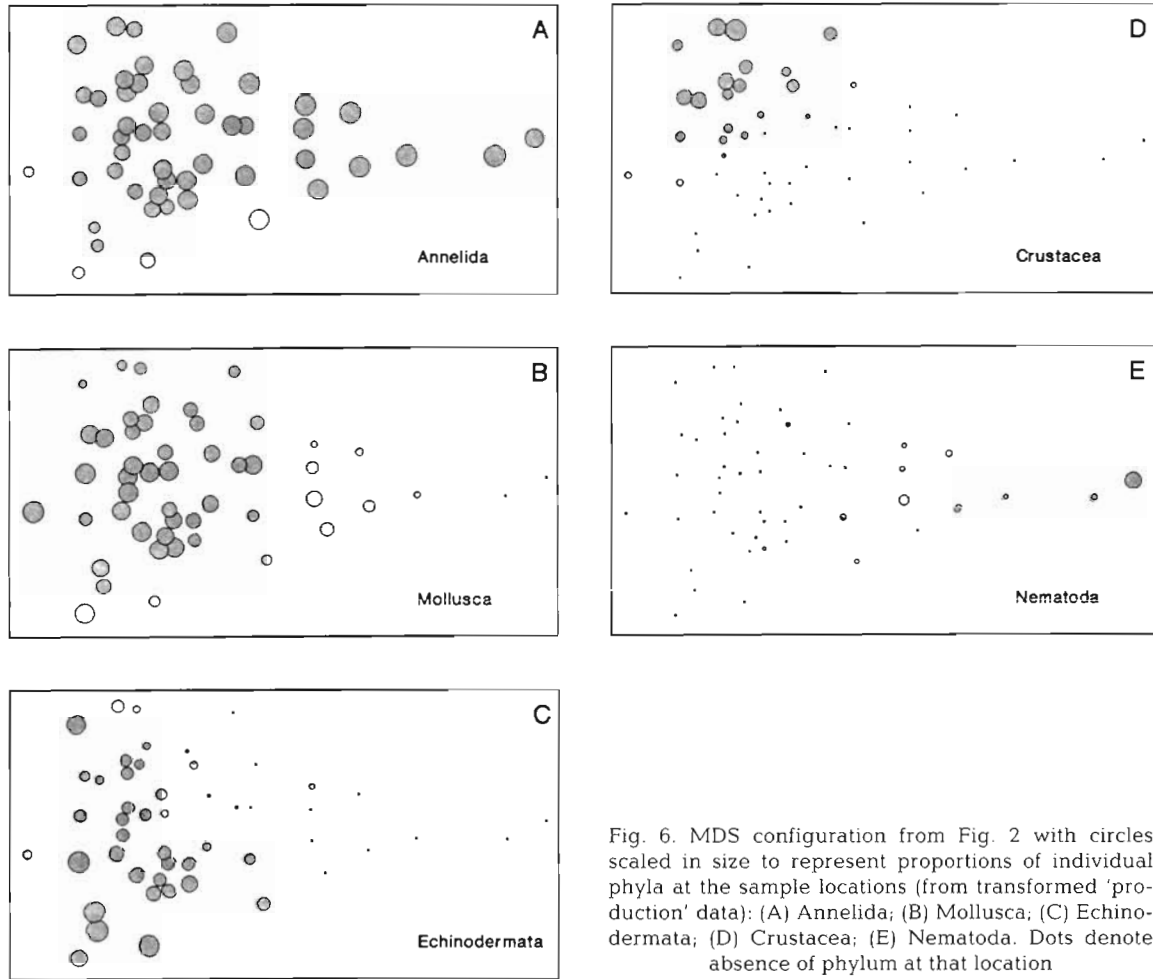 A
Annelida
D
Crustacea
B
Mollusca
E
Nematoda
C
Echinodermata
Fig. 6. MDS configuration from Fig. 2 with circles
scaled in size to represent proportions of individual
phyla at the sample locations (from transformed 'pro-
duction' data): (A) Annelida; (B) Mollusca; (C) Echino-
dermata; (D) Crustacea; (E) Nematoda. Dots denote
absence of phylum at that location